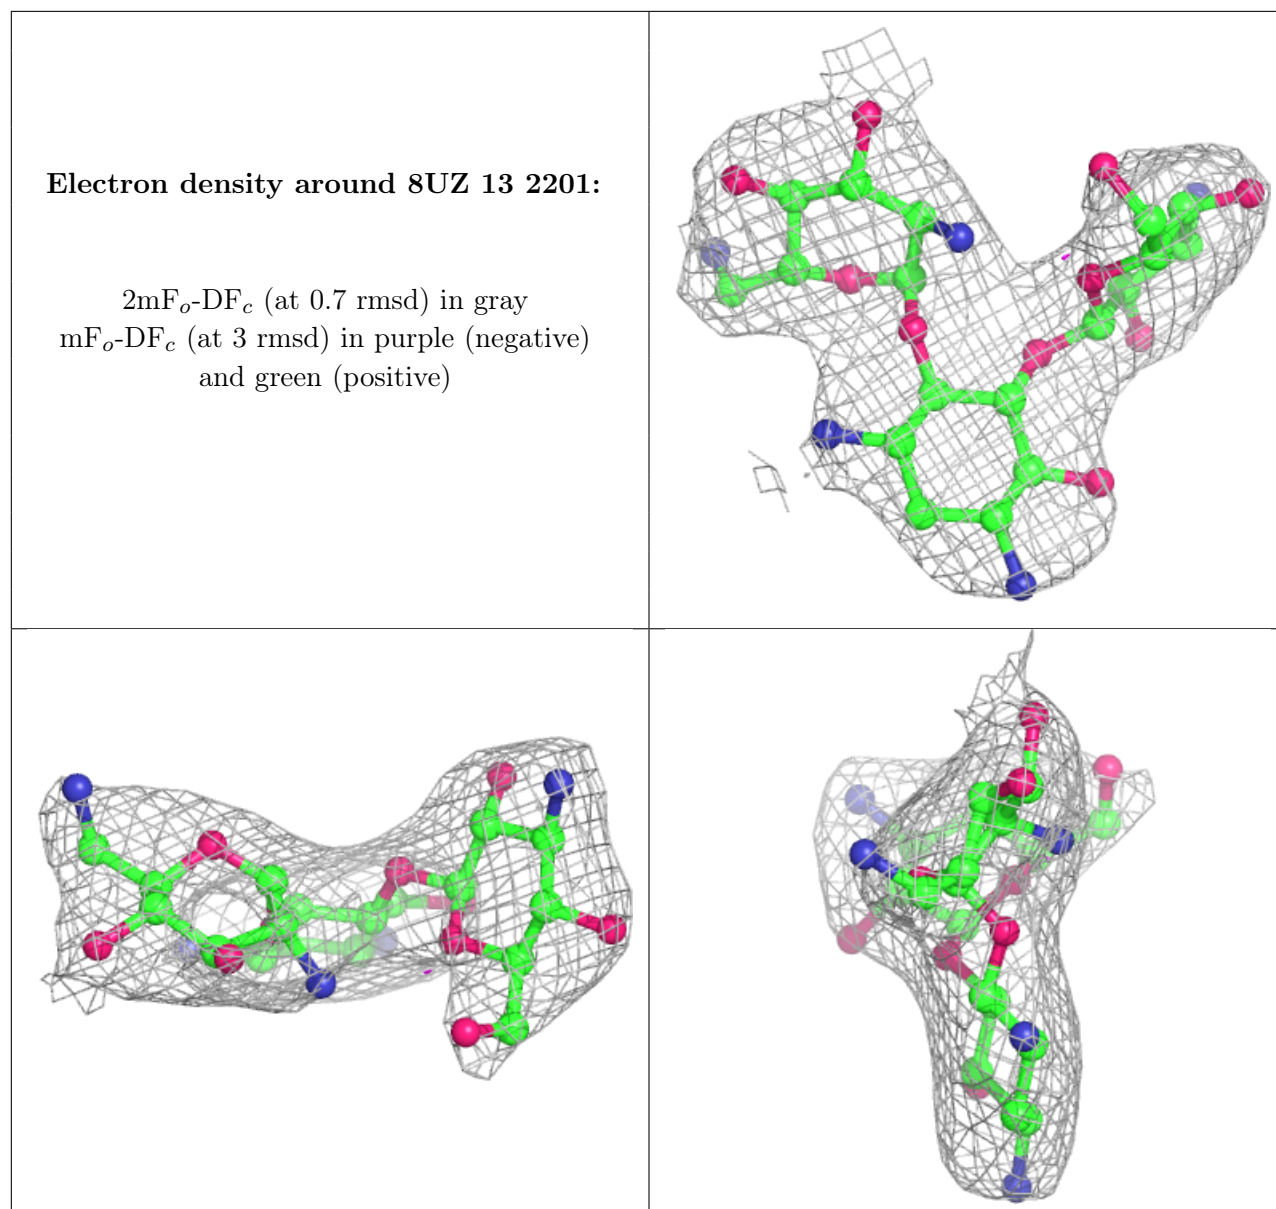 Electron density around 8UZ 13 2201:
2mFₒ-DF𝒸 (at 0.7 rmsd) in gray
mFₒ-DF𝒸 (at 3 rmsd) in purple (negative)
and green (positive)